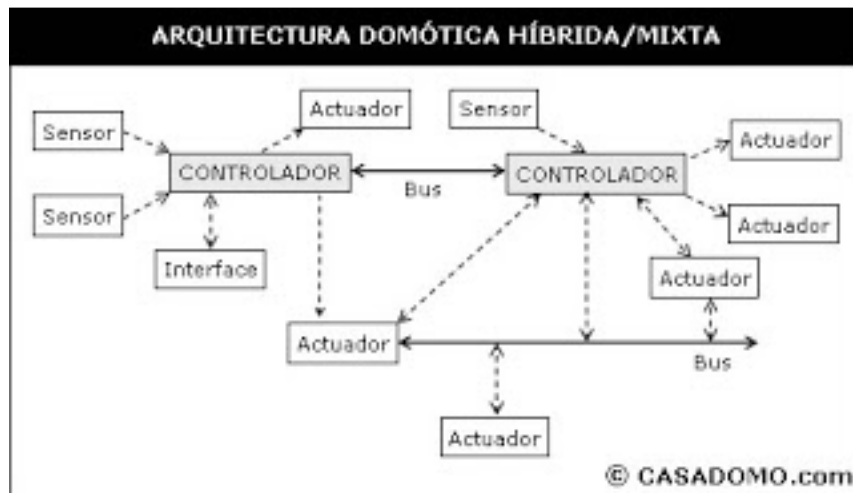 ARQUITECTURA DOMÓTICA HÍBRIDA/MIXTA
Actuador
Sensor
Sensor
Actuador
CONTROLADOR
Bus
CONTROLADOR
Sensor
Actuador
Interface
Actuador
Actuador
Bus
Actuador
© CASADOMO.com